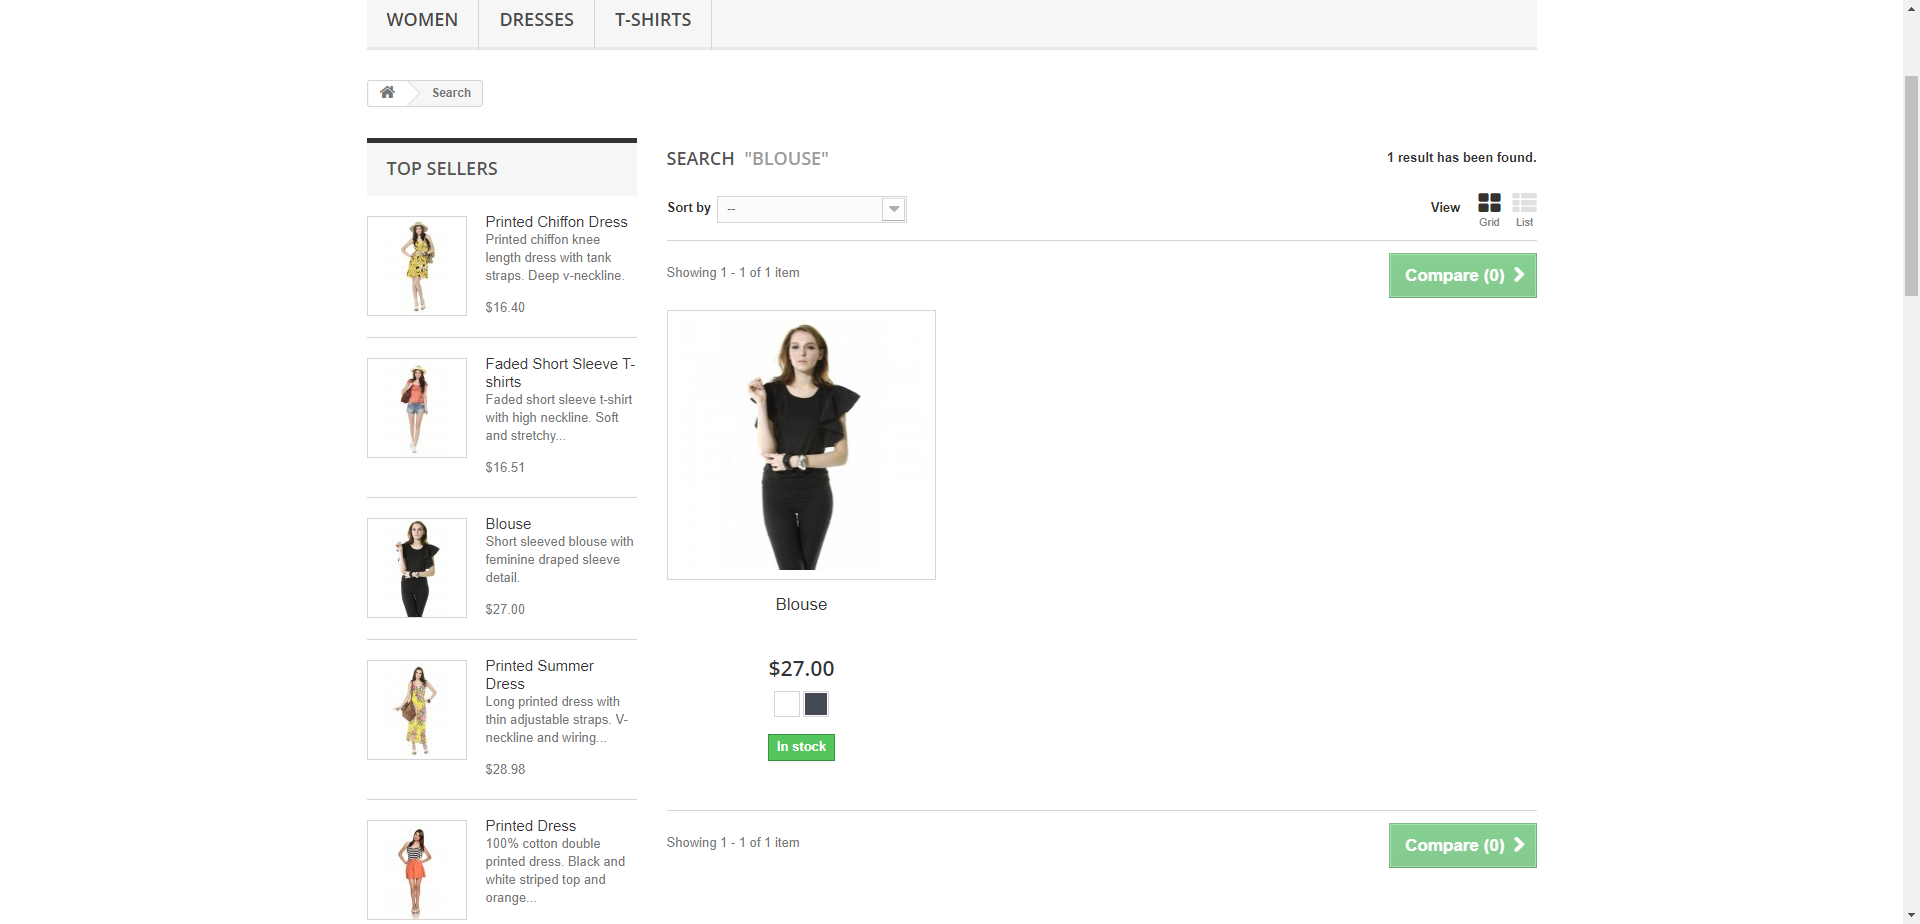 WOMEN
DRESSES
T-SHIRTS
Search
TOP SELLERS
Printed Chiffon Dress
Printed chiffon knee
length dress with tank
straps. Deep v-neckline.
$16.40
Faded Short Sleeve T-
shirts
Faded short sleeve t-shirt
with high neckline. Soft
and stretchy...
$16.51
Blouse
Short sleeved blouse with
feminine draped sleeve
detail.
$27.00
Printed Summer
Dress
Long printed dress with
thin adjustable straps. V-
neckline and wiring...
$28.98
Printed Dress
100% cotton double
printed dress. Black and
white striped top and
orange...
SEARCH "BLOUSE"
1 result has been found.
Sort by --
View
Grid
List
Showing 1 - 1 of 1 item
Compare (0)
Blouse
$27.00
In stock
Showing 1 - 1 of 1 item
Compare (0)